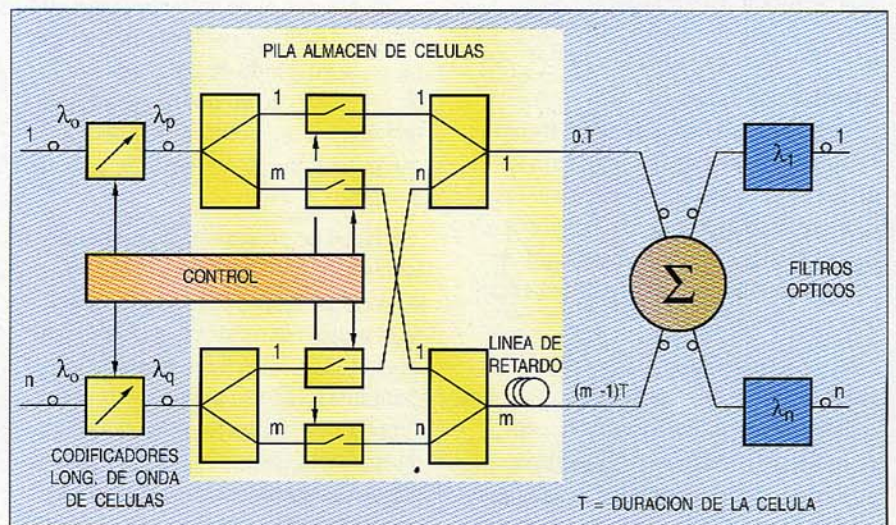 PILA ALMACEN DE CELULAS
1 λo λp 1 1 0.T λ1 1
m n 1
CONTROL
Σ
FILTROS
OPTICOS
LINEA DE
RETARDO
n λo λq 1 1 (m -1)T λn n
m n m
CODIFICADORES
LONG. DE ONDA
DE CELULAS
T = DURACION DE LA CELULA